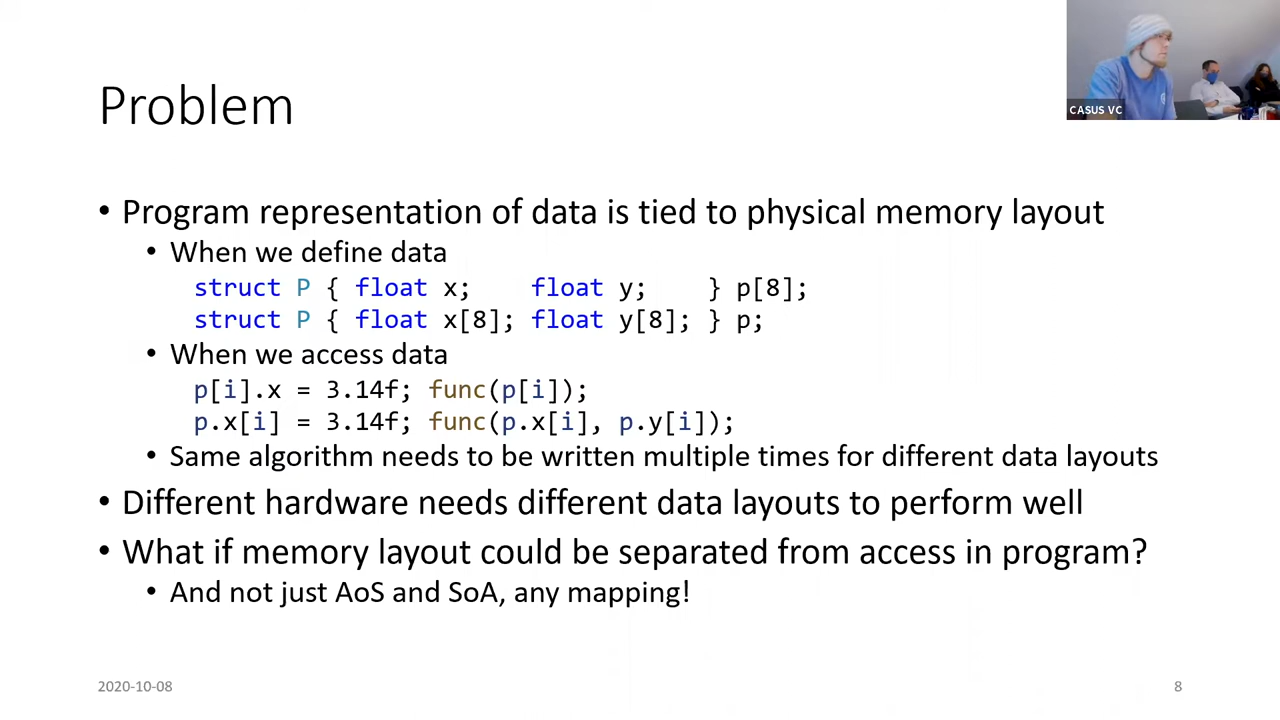 CASUS VC
Problem
• Program representation of data is tied to physical memory layout
• When we define data
struct P { float x;    float y;    } p[8];
struct P { float x[8]; float y[8]; } p;
• When we access data
p[i].x = 3.14f; func(p[i]);
p.x[i] = 3.14f; func(p.x[i], p.y[i]);
• Same algorithm needs to be written multiple times for different data layouts
• Different hardware needs different data layouts to perform well
• What if memory layout could be separated from access in program?
• And not just AoS and SoA, any mapping!
2020-10-08
8